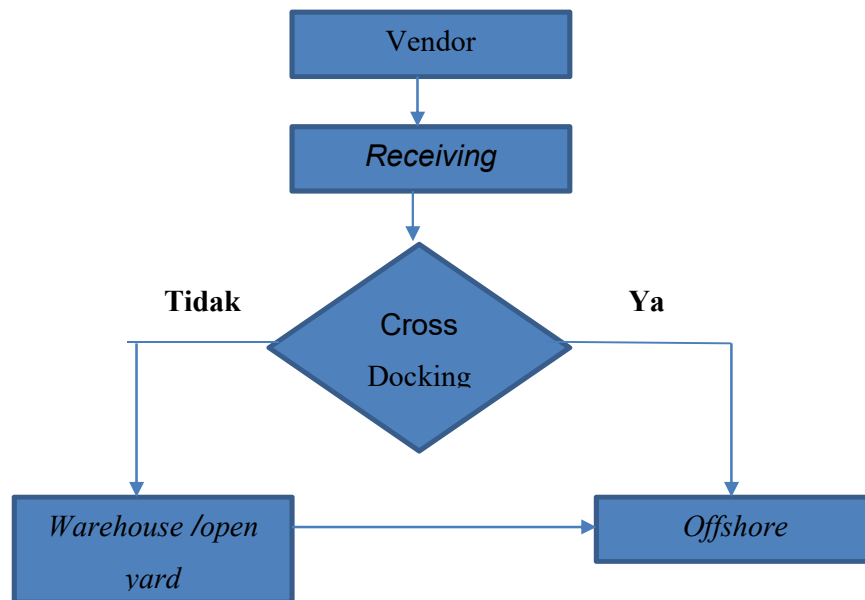 Vendor
Receiving
Tidak
Ya
Cross
Docking
Warehouse /open
yard
Offshore